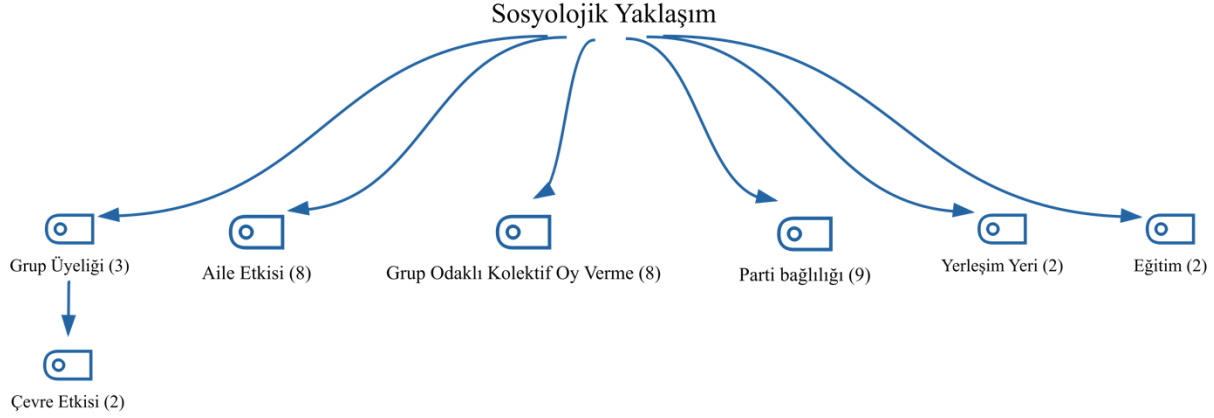 Sosyolojik Yaklaşım
Grup Üyeliği (3)
Aile Etkisi (8)
Grup Odaklı Kolektif Oy Verme (8)
Parti bağlılığı (9)
Yerleşim Yeri (2)
Eğitim (2)
Çevre Etkisi (2)